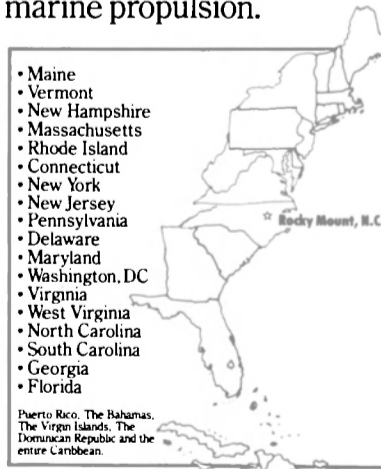 marine propulsion.
• Maine
• Vermont
• New Hampshire
• Massachusetts
• Rhode Island
• Connecticut
• New York
• New Jersey
• Pennsylvania
• Delaware
• Maryland
• Washington, DC
• Virginia
• West Virginia
• North Carolina
• South Carolina
• Georgia
• Florida
Rocky Mount, N.C.
Puerto Rico, The Bahamas,
The Virgin Islands, The
Dominican Republic and the
entire Caribbean.